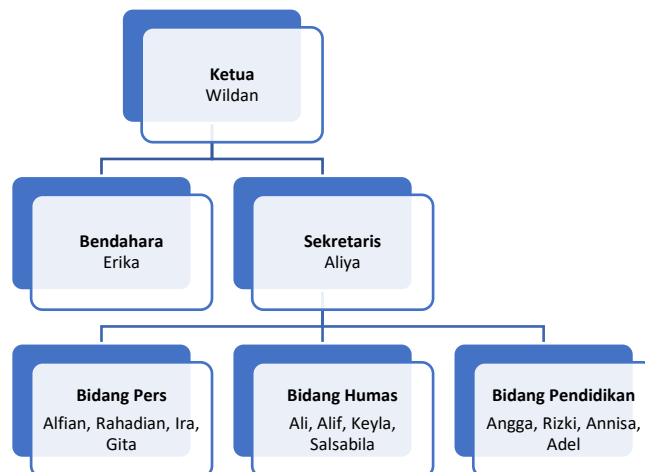 Ketua
Wildan
Bendahara
Erika
Sekretaris
Aliya
Bidang Pers
Alfian, Rahadian, Ira,
Gita
Bidang Humas
Ali, Alif, Keyla,
Salsabila
Bidang Pendidikan
Angga, Rizki, Annisa,
Adel